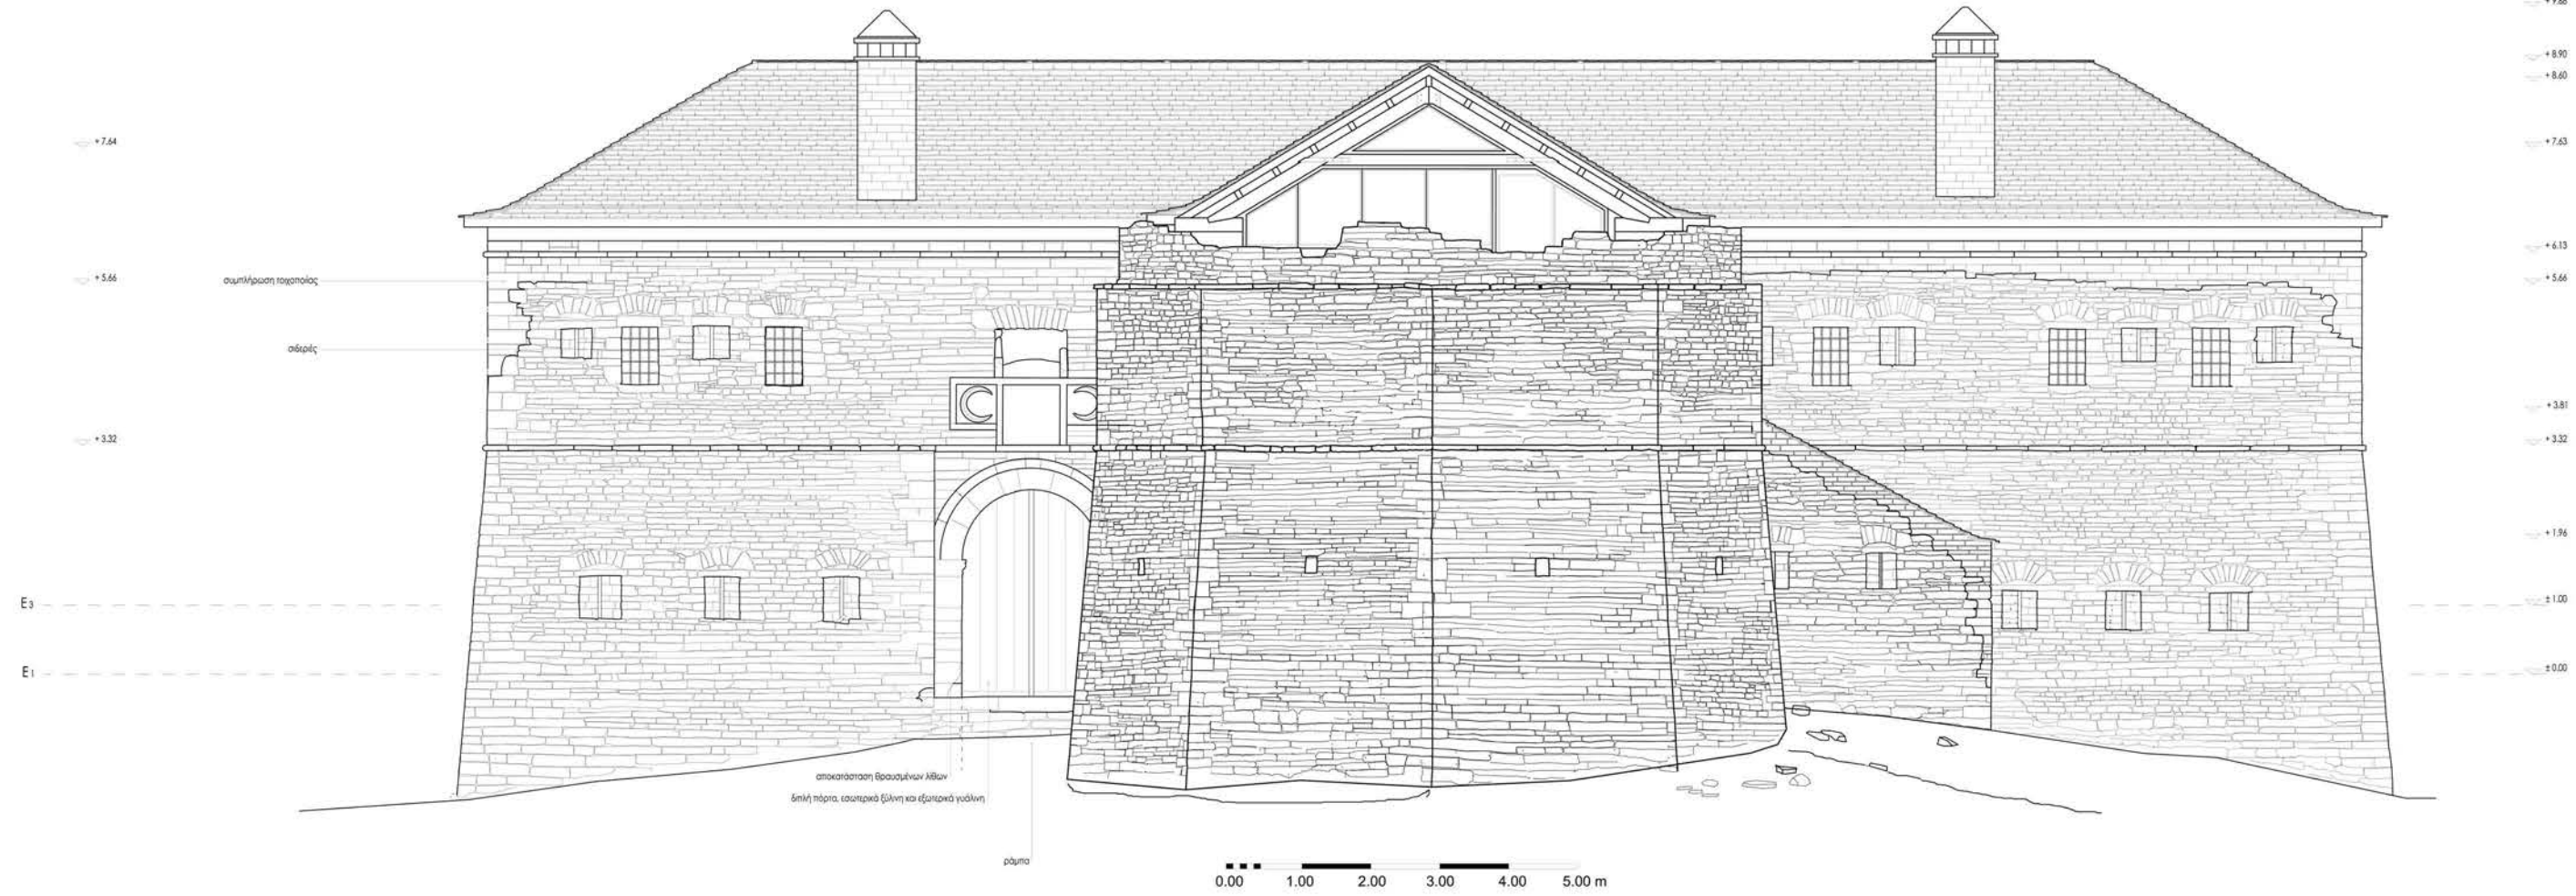 + 9.88
+ 8.90
+ 8.60
+ 7.64
+ 7.63
+ 6.13
συμπλήρωση τοιχοποιίας
+ 5.66
+ 5.66
σιδεριές
+ 3.81
+ 3.32
+ 3.32
+ 1.96
E3
± 1.00
E1
± 0.00
αποκατάσταση θραυσμένων λίθων
διπλή πόρτα, εσωτερικά ξύλινη και εξωτερικά γυάλινη
ράμπα
0.00 1.00 2.00 3.00 4.00 5.00 m